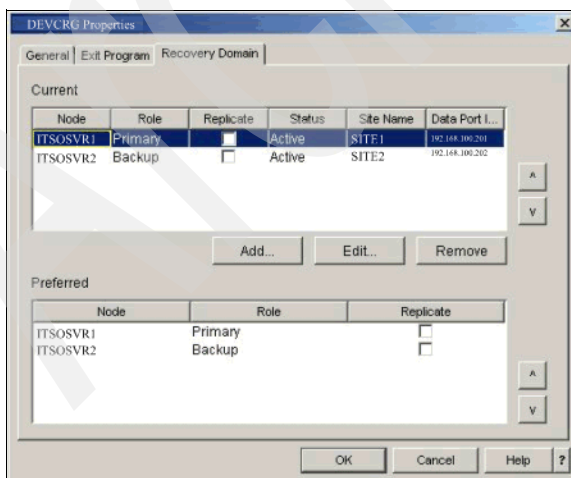 DEVCRG Properties
General Exit Program Recovery Domain
Current
Node Role Replicate Status Site Name Data Port I...
ITSOSVR1 Primary Active SITE1 192.168.100.201
ITSOSVR2 Backup Active SITE2 192.168.100.202
Add... Edit... Remove
Preferred
Node Role Replicate
ITSOSVR1 Primary
ITSOSVR2 Backup
OK Cancel Help ?